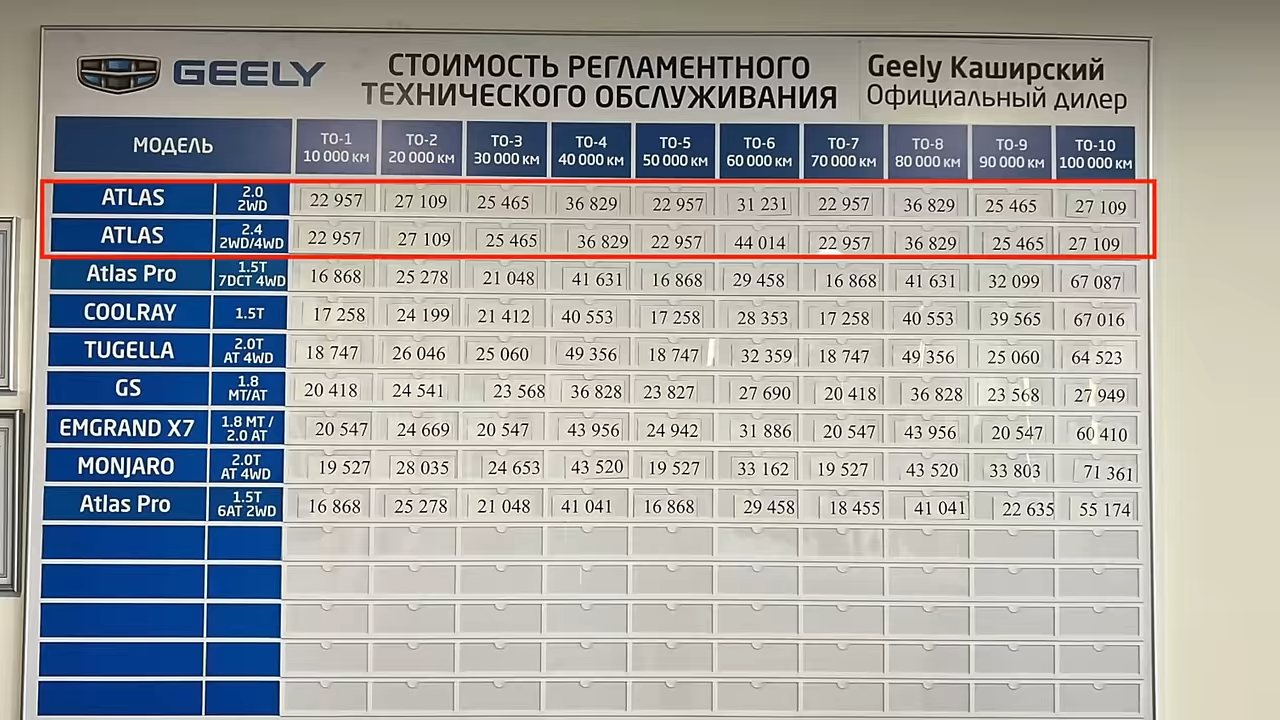 GEELY
СТОИМОСТЬ РЕГЛАМЕНТНОГО
ТЕХНИЧЕСКОГО ОБСЛУЖИВАНИЯ
Geely Каширский
Официальный дилер
МОДЕЛЬ ТО-1 10 000 км ТО-2 20 000 км ТО-3 30 000 км ТО-4 40 000 км ТО-5 50 000 км ТО-6 60 000 км ТО-7 70 000 км ТО-8 80 000 км ТО-9 90 000 км ТО-10 100 000 км
ATLAS 2.0 2WD 22 957 27 109 25 465 36 829 22 957 31 231 22 957 36 829 25 465 27 109
ATLAS 2.4 2WD/4WD 22 957 27 109 25 465 36 829 22 957 44 014 22 957 36 829 25 465 27 109
Atlas Pro 1.5T 7DCT 4WD 16 868 25 278 21 048 41 631 16 868 29 458 16 868 41 631 32 099 67 087
COOLRAY 1.5T 17 258 24 199 21 412 40 553 17 258 28 353 17 258 40 553 39 565 67 016
TUGELLA 2.0T AT 4WD 18 747 26 046 25 060 49 356 18 747 32 359 18 747 49 356 25 060 64 523
GS 1.8 MT/AT 20 418 24 541 23 568 36 828 23 827 27 690 20 418 36 828 23 568 27 949
EMGRAND X7 1.8 MT / 2.0 AT 20 547 24 669 20 547 43 956 24 942 31 886 20 547 43 956 20 547 60 410
MONJARO 2.0T AT 4WD 19 527 28 035 24 653 43 520 19 527 33 162 19 527 43 520 33 803 71 361
Atlas Pro 1.5T 6AT 2WD 16 868 25 278 21 048 41 041 16 868 29 458 18 455 41 041 22 635 55 174